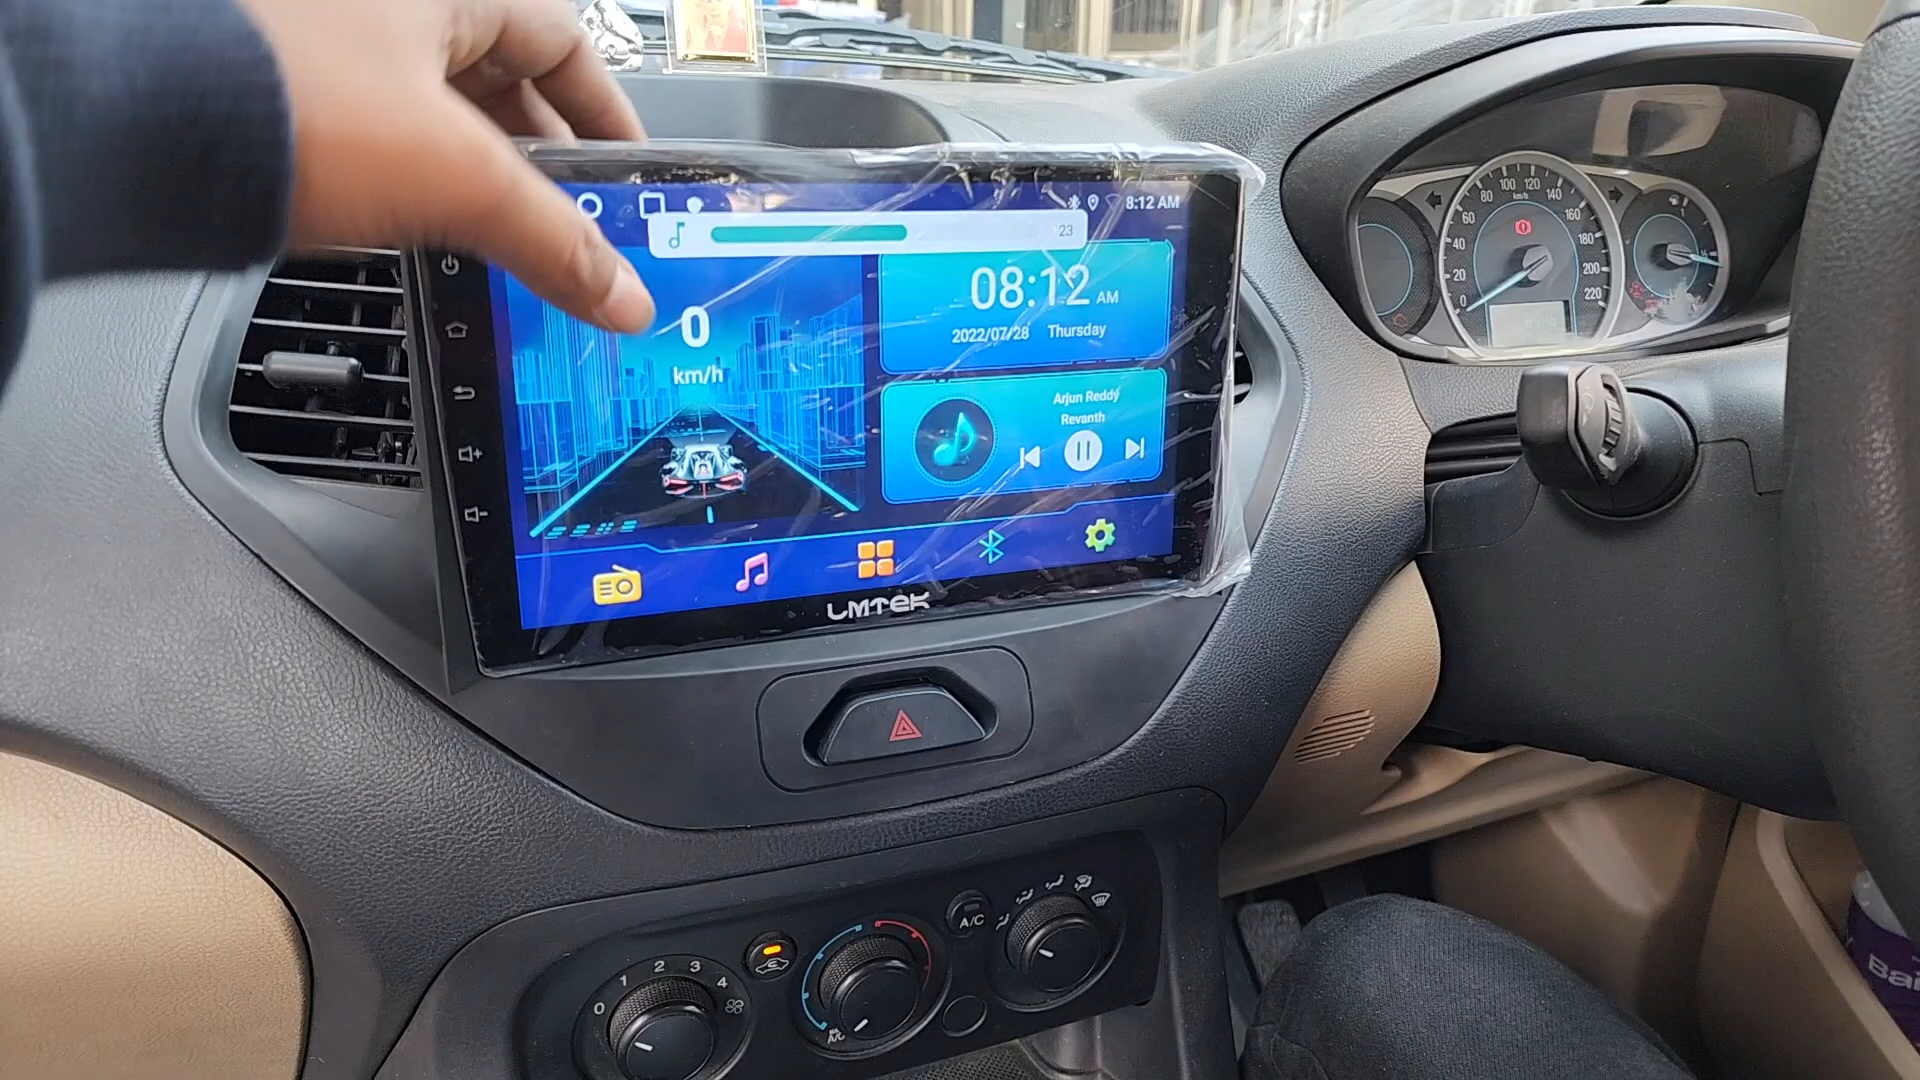 8:12 AM
23
08:12 AM
2022/07/28 Thursday
0
km/h
Arjun Reddy
Revanth
LMTEK
0
20
40
60
80
100
120
140
160
180
200
220
km/h
A/C
0 1 2 3 4
A/C
Bai